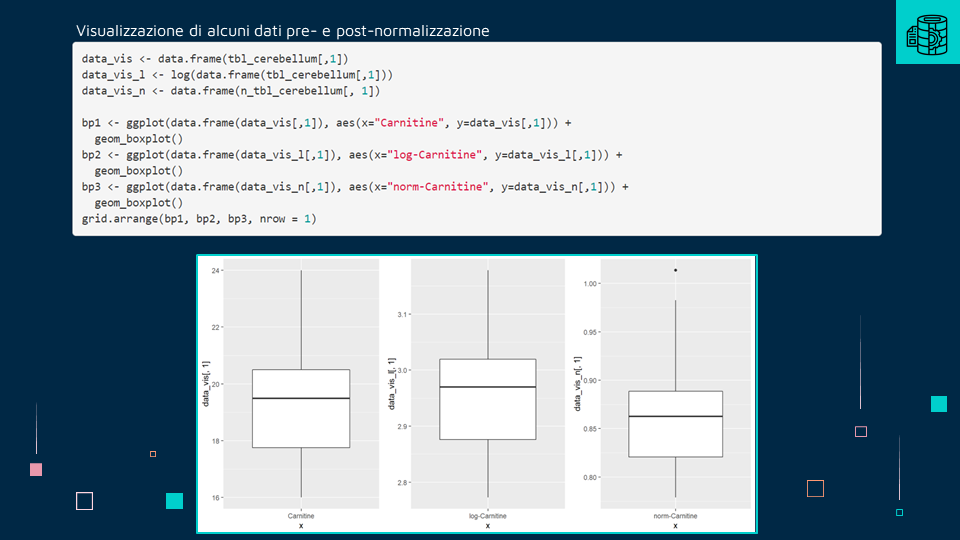 Visualizzazione di alcuni dati pre- e post-normalizzazione
data_vis <- data.frame(tbl_cerebellum[,1])
data_vis_l <- log(data.frame(tbl_cerebellum[,1]))
data_vis_n <- data.frame(n_tbl_cerebellum[, 1])
bp1 <- ggplot(data.frame(data_vis[,1]), aes(x="Carnitine", y=data_vis[,1])) +
  geom_boxplot()
bp2 <- ggplot(data.frame(data_vis_l[,1]), aes(x="log-Carnitine", y=data_vis_l[,1])) +
  geom_boxplot()
bp3 <- ggplot(data.frame(data_vis_n[,1]), aes(x="norm-Carnitine", y=data_vis_n[,1])) +
  geom_boxplot()
grid.arrange(bp1, bp2, bp3, nrow = 1)
data_vis[, 1]
24
22
20
18
16
Carnitine
x
data_vis_l[, 1]
3.1
3.0
2.9
2.8
log-Carnitine
x
data_vis_n[, 1]
1.00
0.95
0.90
0.85
0.80
norm-Carnitine
x